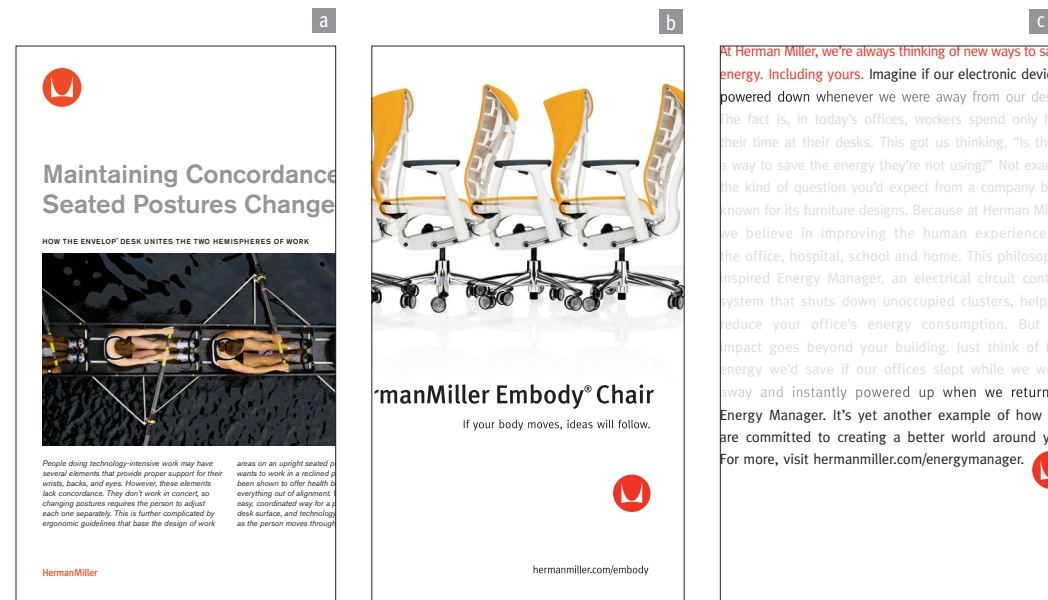 a
Maintaining Concordance
Seated Postures Change
HOW THE ENVELOP™ DESK UNITES THE TWO HEMISPHERES OF WORK
People doing technology-intensive work may have
several elements that provide proper support for their
wrists, backs, and eyes. However, these elements
lack concordance. They don't work in concert, so
changing postures requires the person to adjust
each one separately. This is further complicated by
ergonomic guidelines that base the design of work
areas on an upright seated p
wants to work in a reclined p
been shown to offer health b
everything out of alignment.
easy, coordinated way for a p
desk surface, and technology
as the person moves through
HermanMiller
b
rmanMiller Embody® Chair
If your body moves, ideas will follow.
hermanmiller.com/embody
c
At Herman Miller, we're always thinking of new ways to sa
energy. Including yours. Imagine if our electronic devic
powered down whenever we were away from our des
The fact is, in today's offices, workers spend only h
their time at their desks. This got us thinking, “Is the
a way to save the energy they're not using?” Not exac
the kind of question you'd expect from a company b
known for its furniture designs. Because at Herman Mi
we believe in improving the human experience
the office, hospital, school and home. This philosop
inspired Energy Manager, an electrical circuit cont
system that shuts down unoccupied clusters, help
reduce your office's energy consumption. But
impact goes beyond your building. Just think of t
energy we'd save if our offices slept while we we
away and instantly powered up when we return
Energy Manager. It's yet another example of how
are committed to creating a better world around y
For more, visit hermanmiller.com/energymanager.